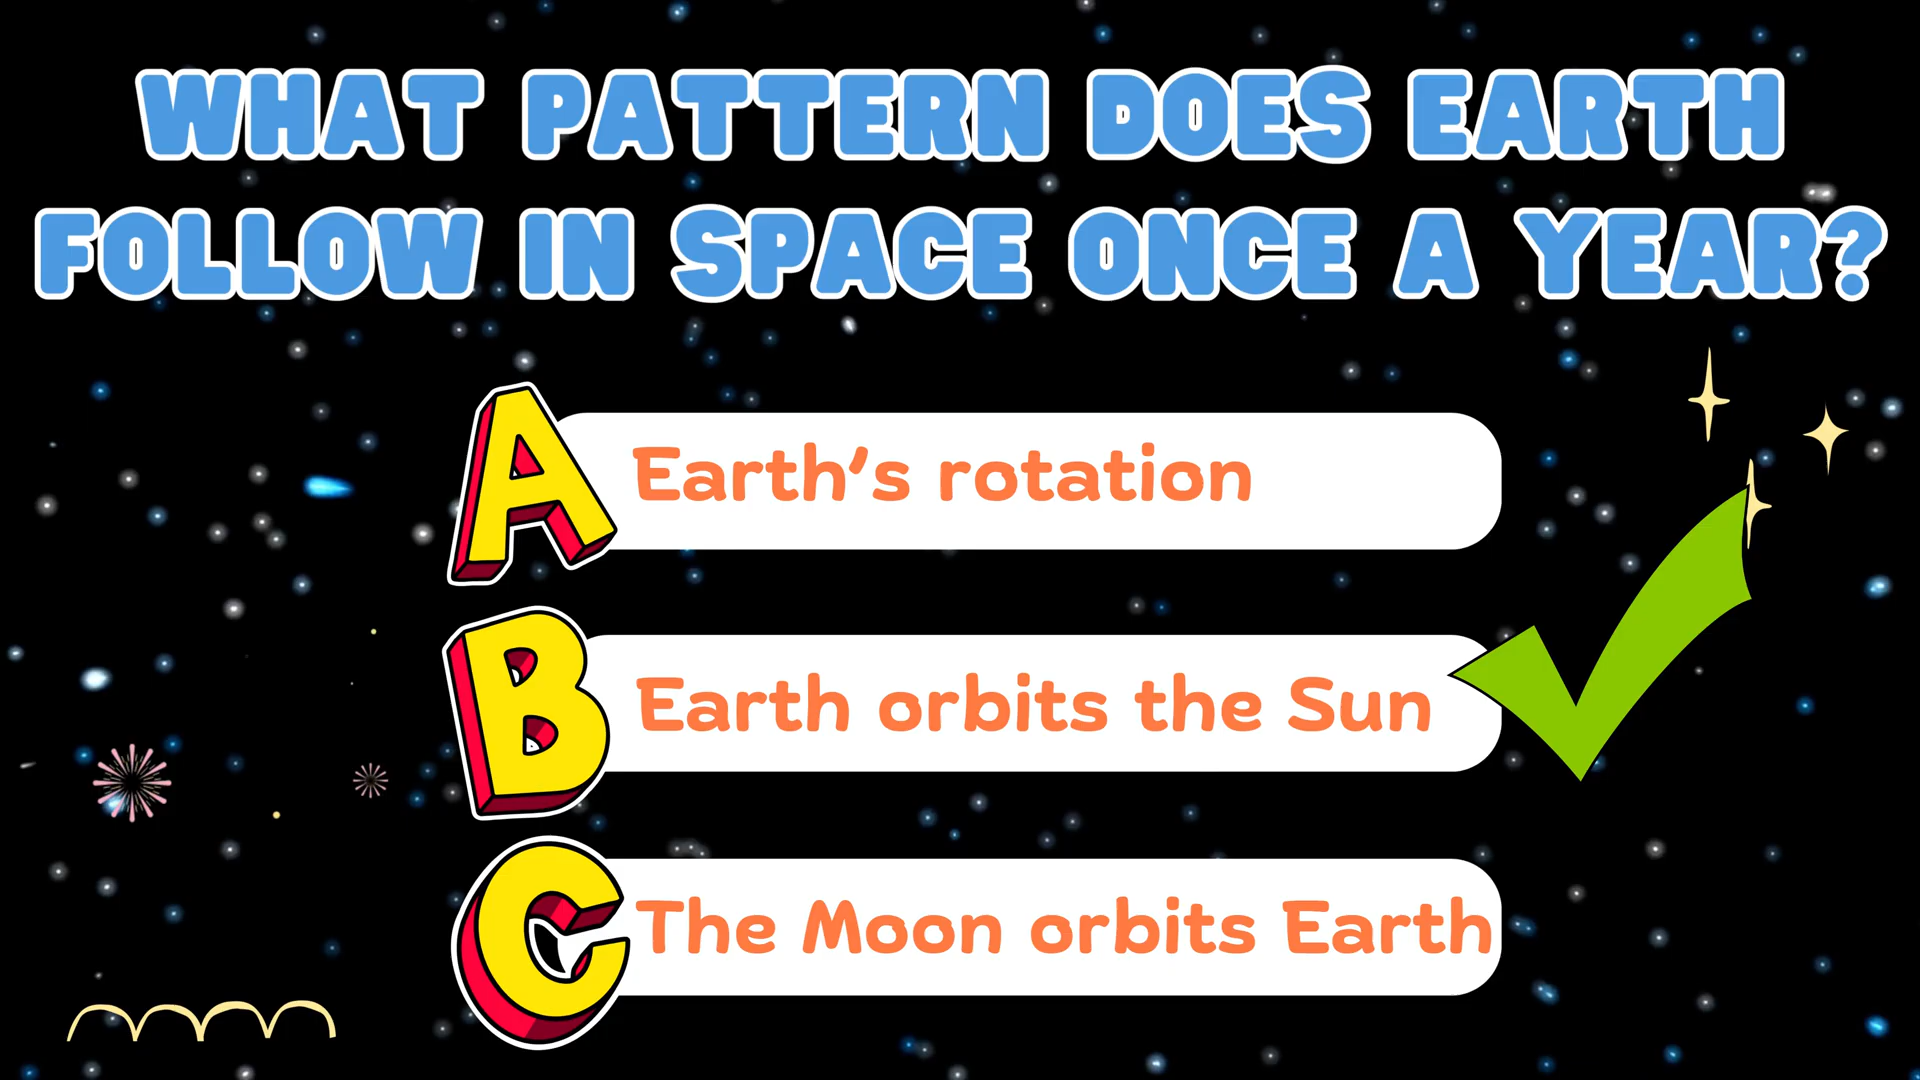 WHAT PATTERN DOES EARTH
FOLLOW IN SPACE ONCE A YEAR?
A Earth's rotation
B Earth orbits the Sun
C The Moon orbits Earth